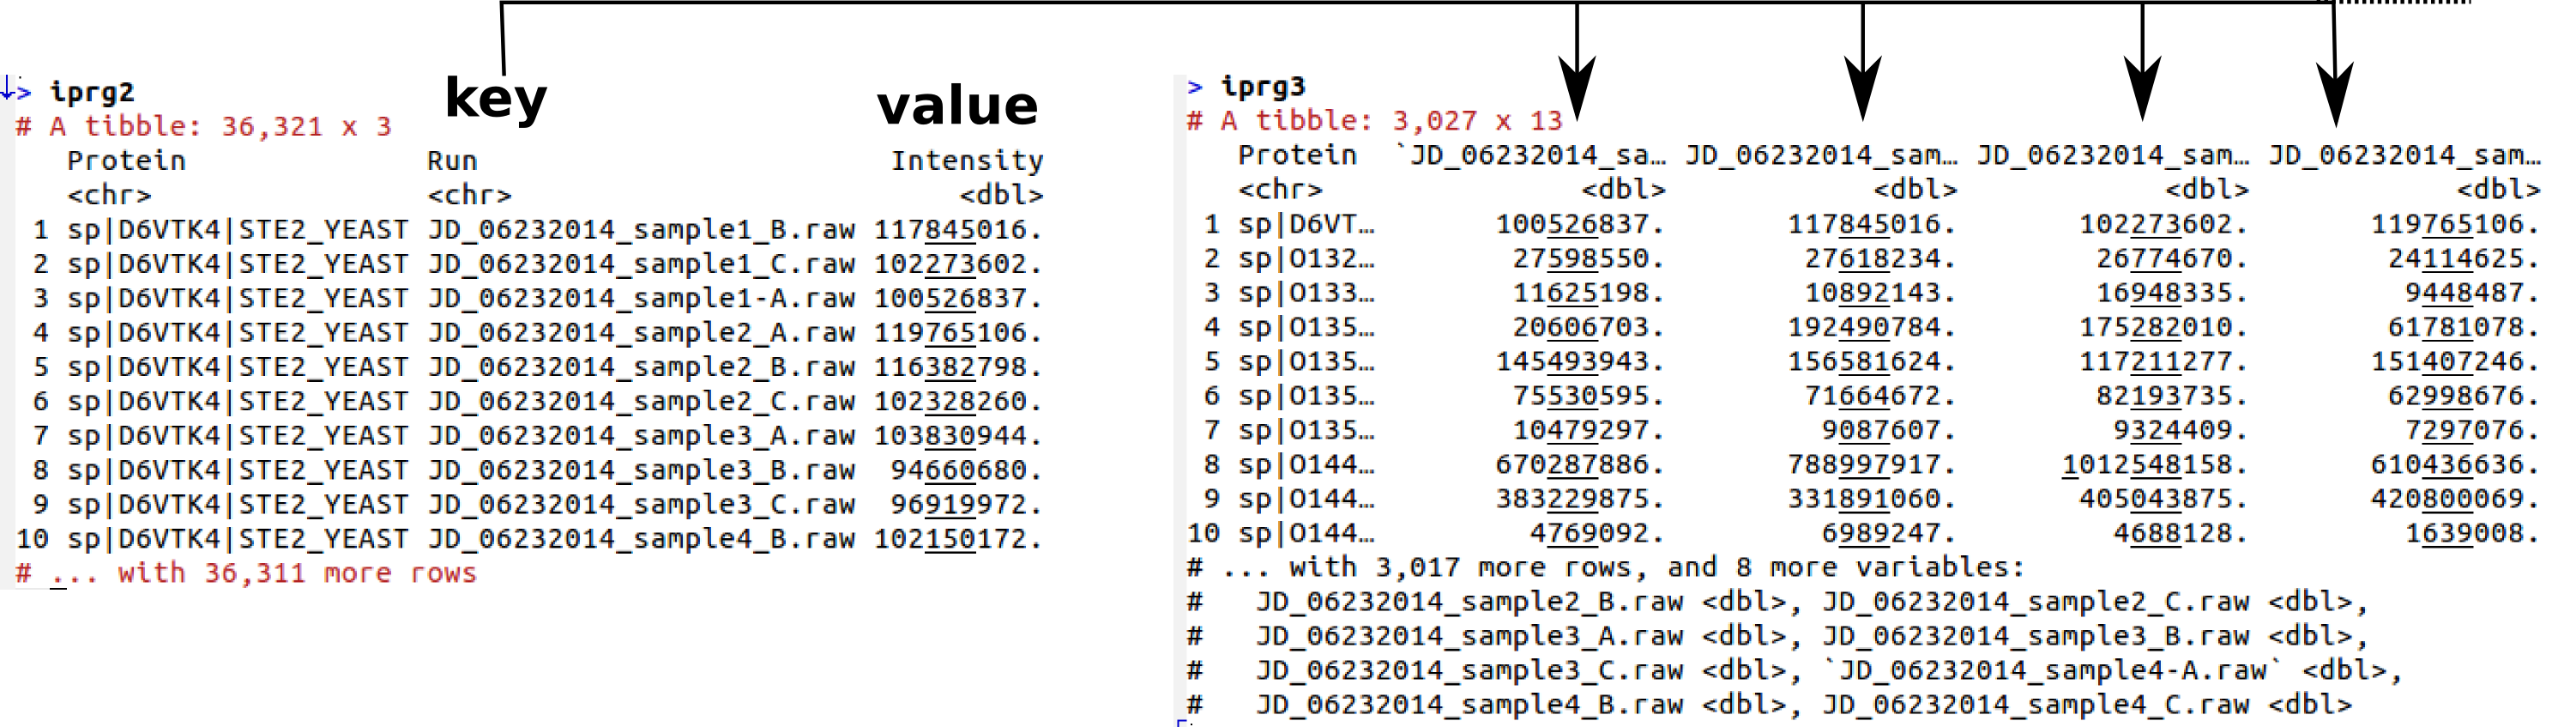 key
value
> iprg2
# A tibble: 36,321 x 3
Protein Run Intensity
<chr> <chr> <dbl>
1 sp|D6VTK4|STE2_YEAST JD_06232014_sample1_B.raw 117845016.
2 sp|D6VTK4|STE2_YEAST JD_06232014_sample1_C.raw 102273602.
3 sp|D6VTK4|STE2_YEAST JD_06232014_sample1-A.raw 100526837.
4 sp|D6VTK4|STE2_YEAST JD_06232014_sample2_A.raw 119765106.
5 sp|D6VTK4|STE2_YEAST JD_06232014_sample2_B.raw 116382798.
6 sp|D6VTK4|STE2_YEAST JD_06232014_sample2_C.raw 102328260.
7 sp|D6VTK4|STE2_YEAST JD_06232014_sample3_A.raw 103830944.
8 sp|D6VTK4|STE2_YEAST JD_06232014_sample3_B.raw 94660680.
9 sp|D6VTK4|STE2_YEAST JD_06232014_sample3_C.raw 96919972.
10 sp|D6VTK4|STE2_YEAST JD_06232014_sample4_B.raw 102150172.
# ... with 36,311 more rows
> iprg3
# A tibble: 3,027 x 13
Protein `JD_06232014_sa… JD_06232014_sam… JD_06232014_sam… JD_06232014_sam…
<chr> <dbl> <dbl> <dbl> <dbl>
1 sp|D6VT… 100526837. 117845016. 102273602. 119765106.
2 sp|O132… 27598550. 27618234. 26774670. 24114625.
3 sp|O133… 11625198. 10892143. 16948335. 9448487.
4 sp|O135… 20606703. 192490784. 175282010. 61781078.
5 sp|O135… 145493943. 156581624. 117211277. 151407246.
6 sp|O135… 75530595. 71664672. 82193735. 62998676.
7 sp|O135… 10479297. 9087607. 9324409. 7297076.
8 sp|O144… 670287886. 788997917. 1012548158. 610436636.
9 sp|O144… 383229875. 331891060. 405043875. 420800069.
10 sp|O144… 4769092. 6989247. 4688128. 1639008.
# ... with 3,017 more rows, and 8 more variables:
# JD_06232014_sample2_B.raw <dbl>, JD_06232014_sample2_C.raw <dbl>,
# JD_06232014_sample3_A.raw <dbl>, JD_06232014_sample3_B.raw <dbl>,
# JD_06232014_sample3_C.raw <dbl>, `JD_06232014_sample4-A.raw` <dbl>,
# JD_06232014_sample4_B.raw <dbl>, JD_06232014_sample4_C.raw <dbl>